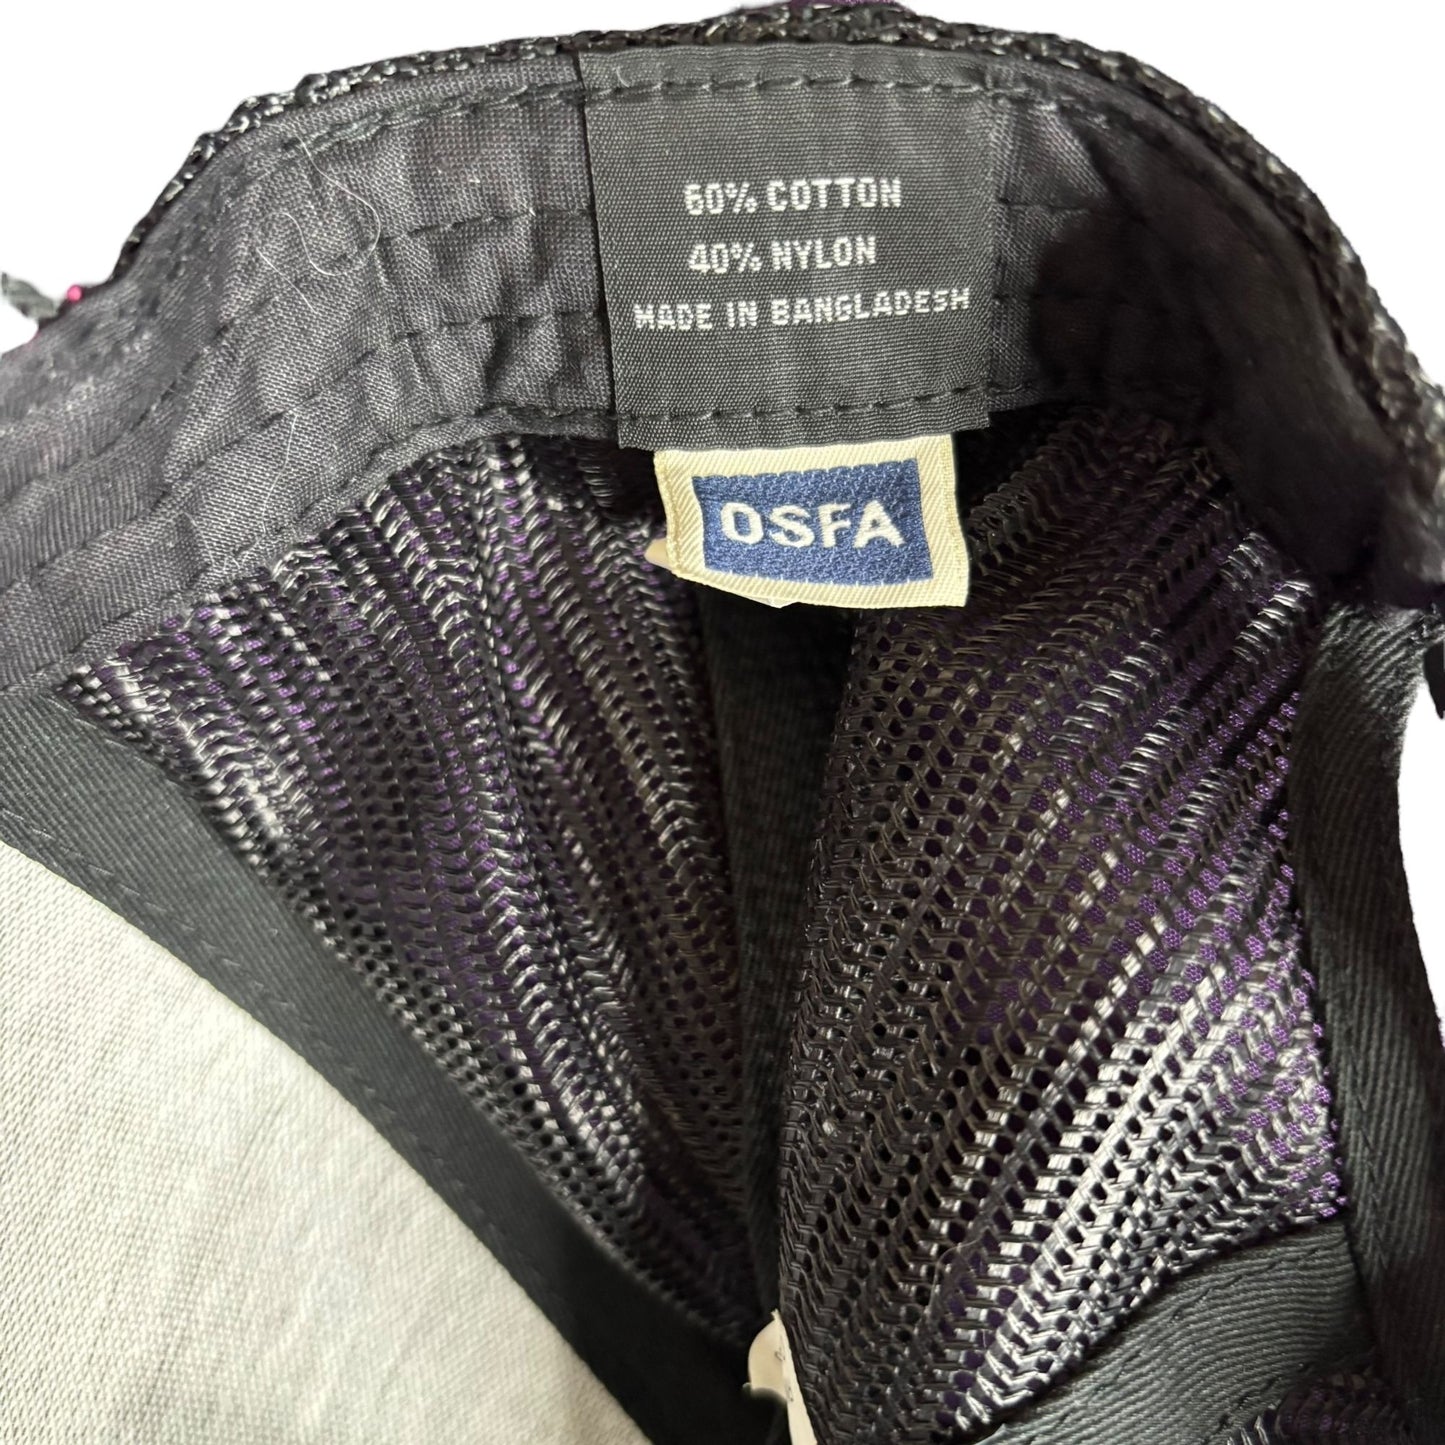 60% COTTON
40% NYLON
MADE IN BANGLADESH
OSFA